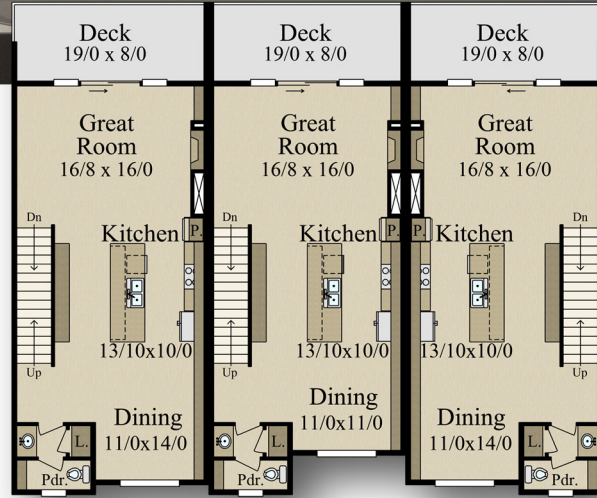 Deck
19/0 x 8/0
Deck
19/0 x 8/0
Deck
19/0 x 8/0
Great
Room
16/8 x 16/0
Great
Room
16/8 x 16/0
Great
Room
16/8 x 16/0
Dn
Kitchen
P.
Dn
Kitchen
P.
P.
Kitchen
Dn
13/10x10/0
13/10x10/0
13/10x10/0
Up
Up
Up
Dining
11/0x14/0
Dining
11/0x11/0
Dining
11/0x14/0
L.
L.
L.
Pdr.
Pdr.
Pdr.